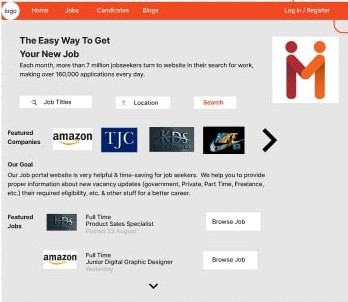 logo Home Jobs Candicates Blogs Log in / Register
The Easy Way To Get
Your New Job
Each month, more than 7 million jobseekers turn to website in their search for work,
making over 160,000 applications every day.
Job Titles Location Search
Featured
Companies
amazon TJC KDS NIKE
Our Goal
Our Job portal website is very helpful & time-saving for job seekers. We help you to provide
proper information about new vacancy updates (government, Private, Part Time, Freelance,
etc.) their required eligibility, etc. & other stuff for a better career.
Featured
Jobs
KDS
Full Time
Product Sales Specialist
Posted 23 August
Browse Job
amazon
Full Time
Junior Digital Graphic Designer
Yesterday
Browse Job